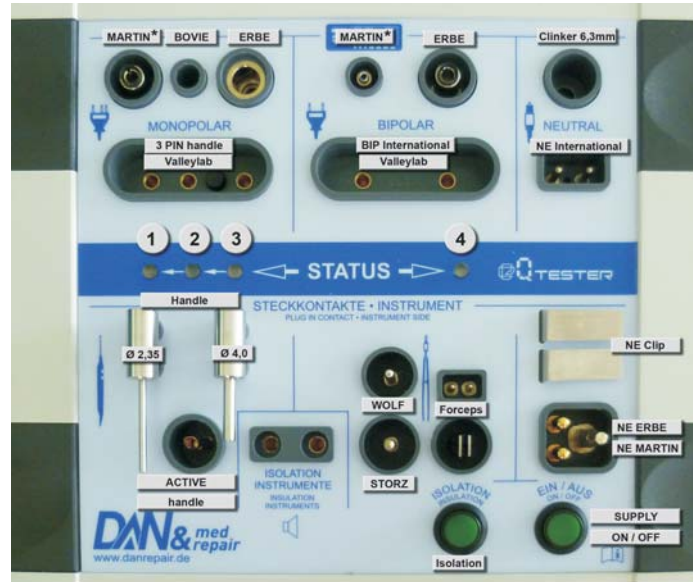 MARTIN* BOVIE ERBE MARTIN* ERBE Clinker 6,3mm
MONOPOLAR BIPOLAR NEUTRAL
3 PIN handle BIP International NE International
Valleylab Valleylab
1 2 3 4
STATUS
QTESTER
Handle
STECKKONTAKTE • INSTRUMENT
PLUG IN CONTACT • INSTRUMENT SIDE
Ø 2,35 Ø 4,0 NE Clip
WOLF Forceps
NE ERBE
NE MARTIN
ACTIVE
handle
ISOLATION
INSTRUMENTE
INSULATION
INSTRUMENTS
STORZ
ISOLATION
INSULATION
EIN / AUS
ON / OFF
SUPPLY
ON / OFF
DAN & med
repair
www.danrepair.de
Isolation